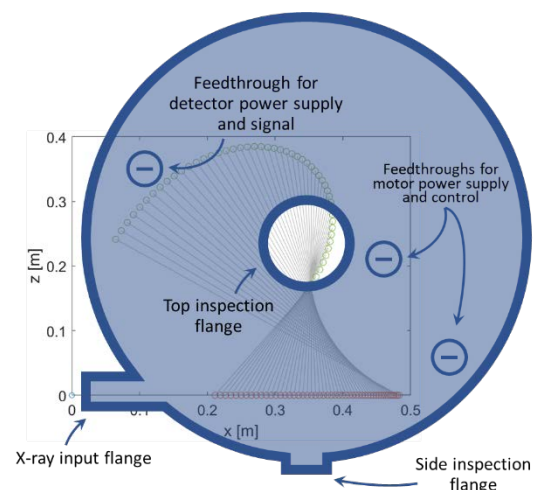 Feedthrough for
detector power supply
and signal
Feedthroughs for
motor power supply
and control
0.4
0.3
0.2
0.1
0
z [m]
Top inspection
flange
0
0.1
0.2
0.3
0.4
0.5
x [m]
X-ray input flange
Side inspection
flange